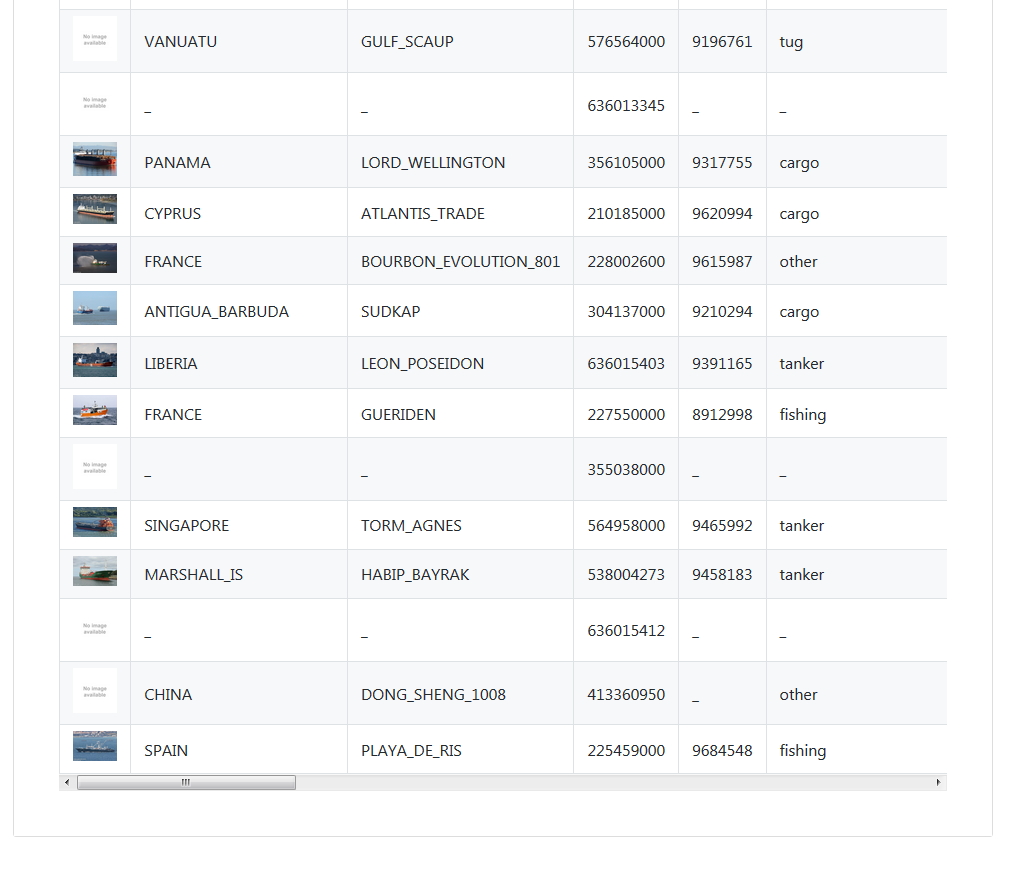 No image available VANUATU GULF_SCAUP 576564000 9196761 tug
No image available _ _ 636013345 _ _
PANAMA LORD_WELLINGTON 356105000 9317755 cargo
CYPRUS ATLANTIS_TRADE 210185000 9620994 cargo
FRANCE BOURBON_EVOLUTION_801 228002600 9615987 other
ANTIGUA_BARBUDA SUDKAP 304137000 9210294 cargo
LIBERIA LEON_POSEIDON 636015403 9391165 tanker
FRANCE GUERIDEN 227550000 8912998 fishing
No image available _ _ 355038000 _ _
SINGAPORE TORM_AGNES 564958000 9465992 tanker
MARSHALL_IS HABIP_BAYRAK 538004273 9458183 tanker
No image available _ _ 636015412 _ _
No image available CHINA DONG_SHENG_1008 413360950 _ other
SPAIN PLAYA_DE_RIS 225459000 9684548 fishing